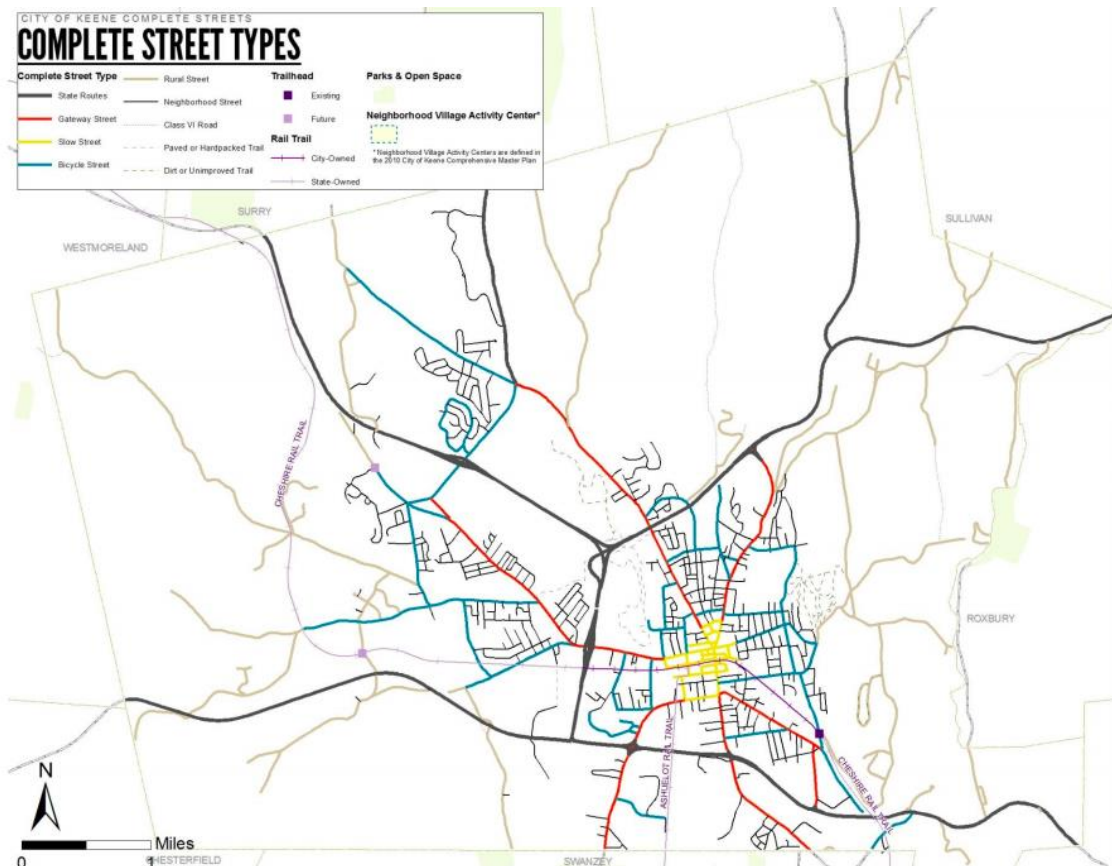 CITY OF KEENE COMPLETE STREETS
COMPLETE STREET TYPES
Complete Street Type
State Routes
Gateway Street
Slow Street
Bicycle Street
Rural Street
Neighborhood Street
Class VI Road
Paved or Hardpacked Trail
Dirt or Unimproved Trail
Trailhead
Existing
Future
Rail Trail
City-Owned
State-Owned
Parks & Open Space
Neighborhood Village Activity Center*
* Neighborhood Village Activity Centers are defined in
the 2010 City of Keene Comprehensive Master Plan
SURRY
WESTMORELAND
SULLIVAN
CHESHIRE RAIL TRAIL
ROXBURY
ASHUELOT RAIL TRAIL
CHESHIRE RAIL TRAIL
N
Miles
0 1
CHESTERFIELD
SWANZEY